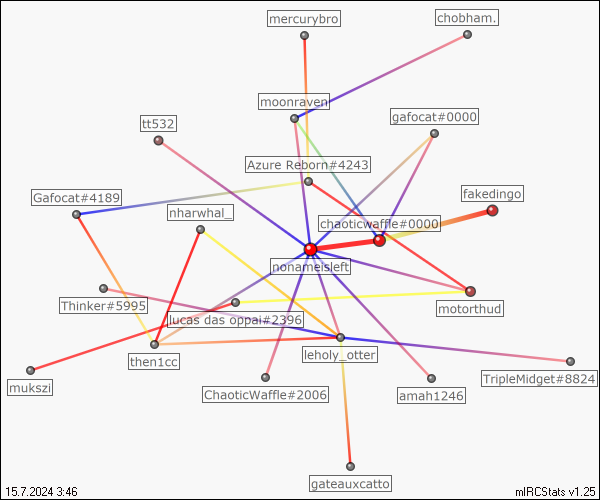 mercurybro
chobham.
moonraven
gafocat#0000
tt532
Azure Reborn#4243
fakedingo
Gafocat#4189
nharwhal_
chaoticwaffle#0000
nonameisleft
Thinker#5995
motorthud
lucas das oppai#2396
leholy_otter
then1cc
TripleMidget#8824
mukszi
ChaoticWaffle#2006
amah1246
gateauxcatto
15.7.2024 3:46
mIRCStats v1.25